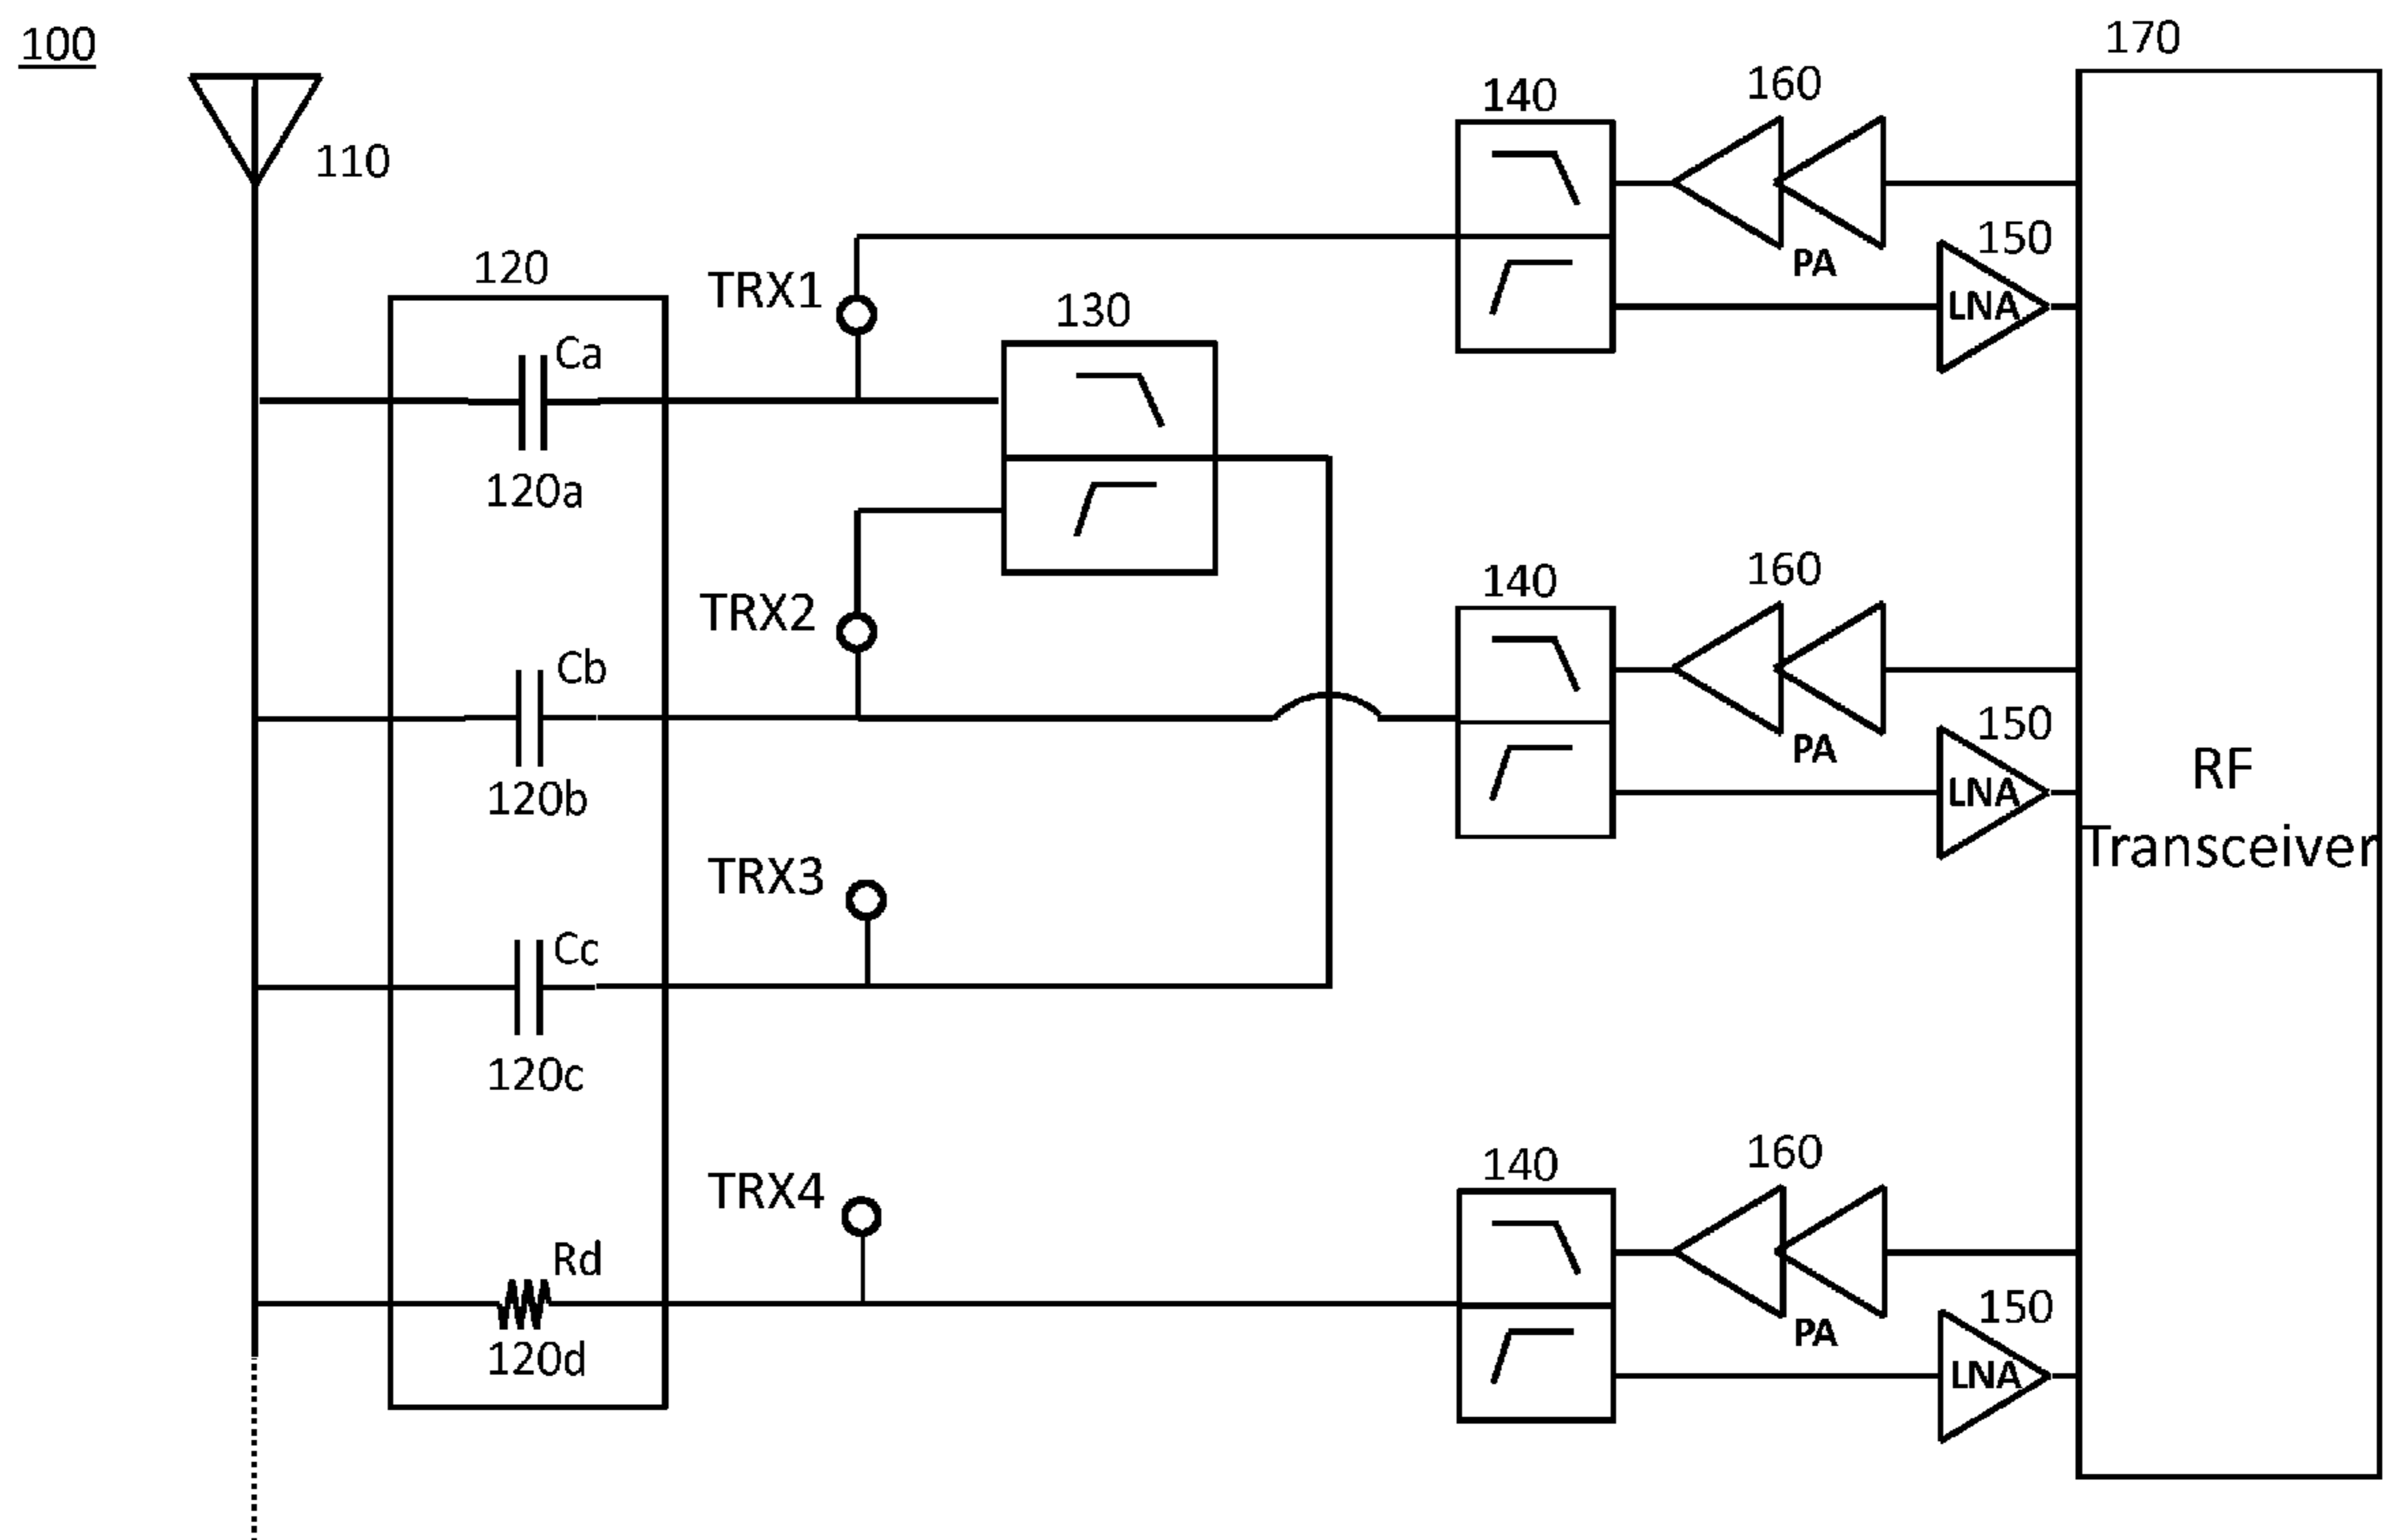 100
110
120
Ca
120a
Cb
120b
Cc
120c
Rd
120d
TRX1
TRX2
TRX3
TRX4
130
140
160
PA
150
LNA
140
160
PA
150
LNA
140
160
PA
150
LNA
170
RF
Transceiver